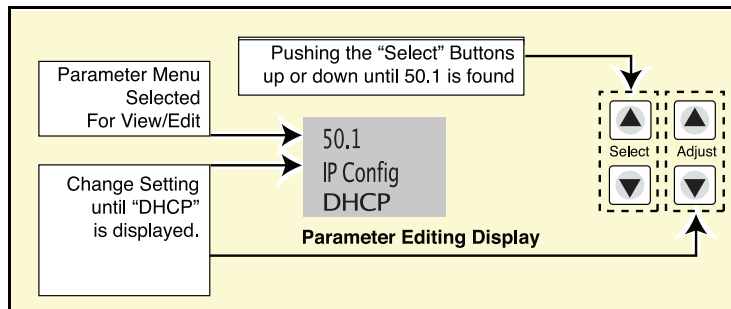 Pushing the “Select” Buttons
up or down until 50.1 is found
Parameter Menu
Selected
For View/Edit
50.1
IP Config
DHCP
Select
Adjust
Change Setting
until “DHCP”
is displayed.
Parameter Editing Display